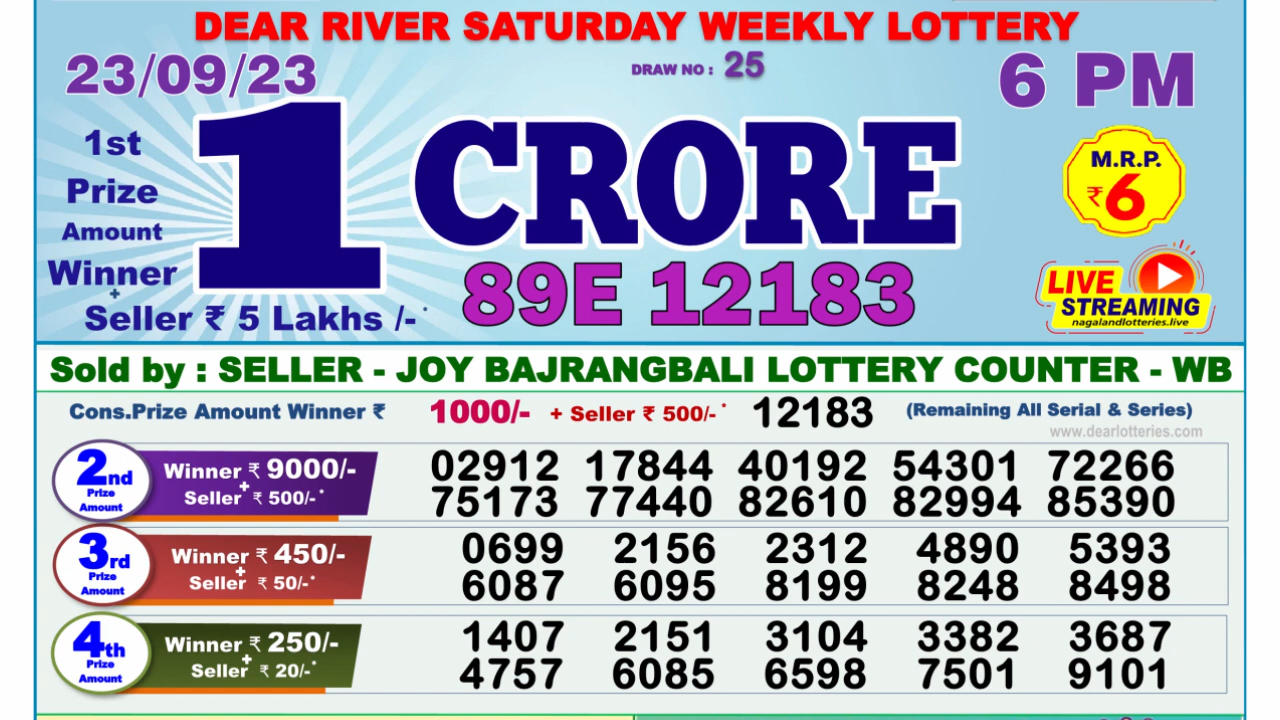 DEAR RIVER SATURDAY WEEKLY LOTTERY
23/09/23 DRAW NO : 25 6 PM
1st Prize Amount
1 CRORE
M.R.P. ₹6
Winner + Seller ₹ 5 Lakhs /-*
89E 12183
LIVE STREAMING
nagalandlotteries.live
Sold by : SELLER - JOY BAJRANGBALI LOTTERY COUNTER - WB
Cons.Prize Amount Winner ₹ 1000/- + Seller ₹ 500/-* 12183 (Remaining All Serial & Series)
www.dearlotteries.com
2nd Prize Amount
Winner ₹ 9000/-
+
Seller ₹ 500/-*
02912 17844 40192 54301 72266
75173 77440 82610 82994 85390
3rd Prize Amount
Winner ₹ 450/-
+
Seller ₹ 50/-*
0699 2156 2312 4890 5393
6087 6095 8199 8248 8498
4th Prize Amount
Winner ₹ 250/-
+
Seller ₹ 20/-*
1407 2151 3104 3382 3687
4757 6085 6598 7501 9101